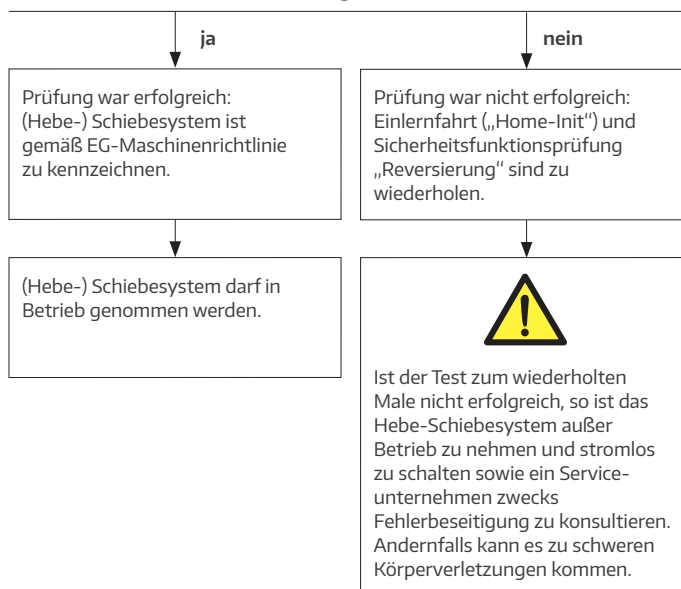 ja
Prüfung war erfolgreich:
(Hebe-) Schiebesystem ist
gemäß EG-Maschinenrichtlinie
zu kennzeichnen.
(Hebe-) Schiebesystem darf in
Betrieb genommen werden.
nein
Prüfung war nicht erfolgreich:
Einlernfahrt („Home-Init“) und
Sicherheitsfunktionsprüfung
„Reversierung“ sind zu
wiederholen.
Ist der Test zum wiederholten
Male nicht erfolgreich, so ist das
Hebe-Schiebesystem außer
Betrieb zu nehmen und stromlos
zu schalten sowie ein Service-
unternehmen zwecks
Fehlerbeseitigung zu konsultieren.
Andernfalls kann es zu schweren
Körperverletzungen kommen.